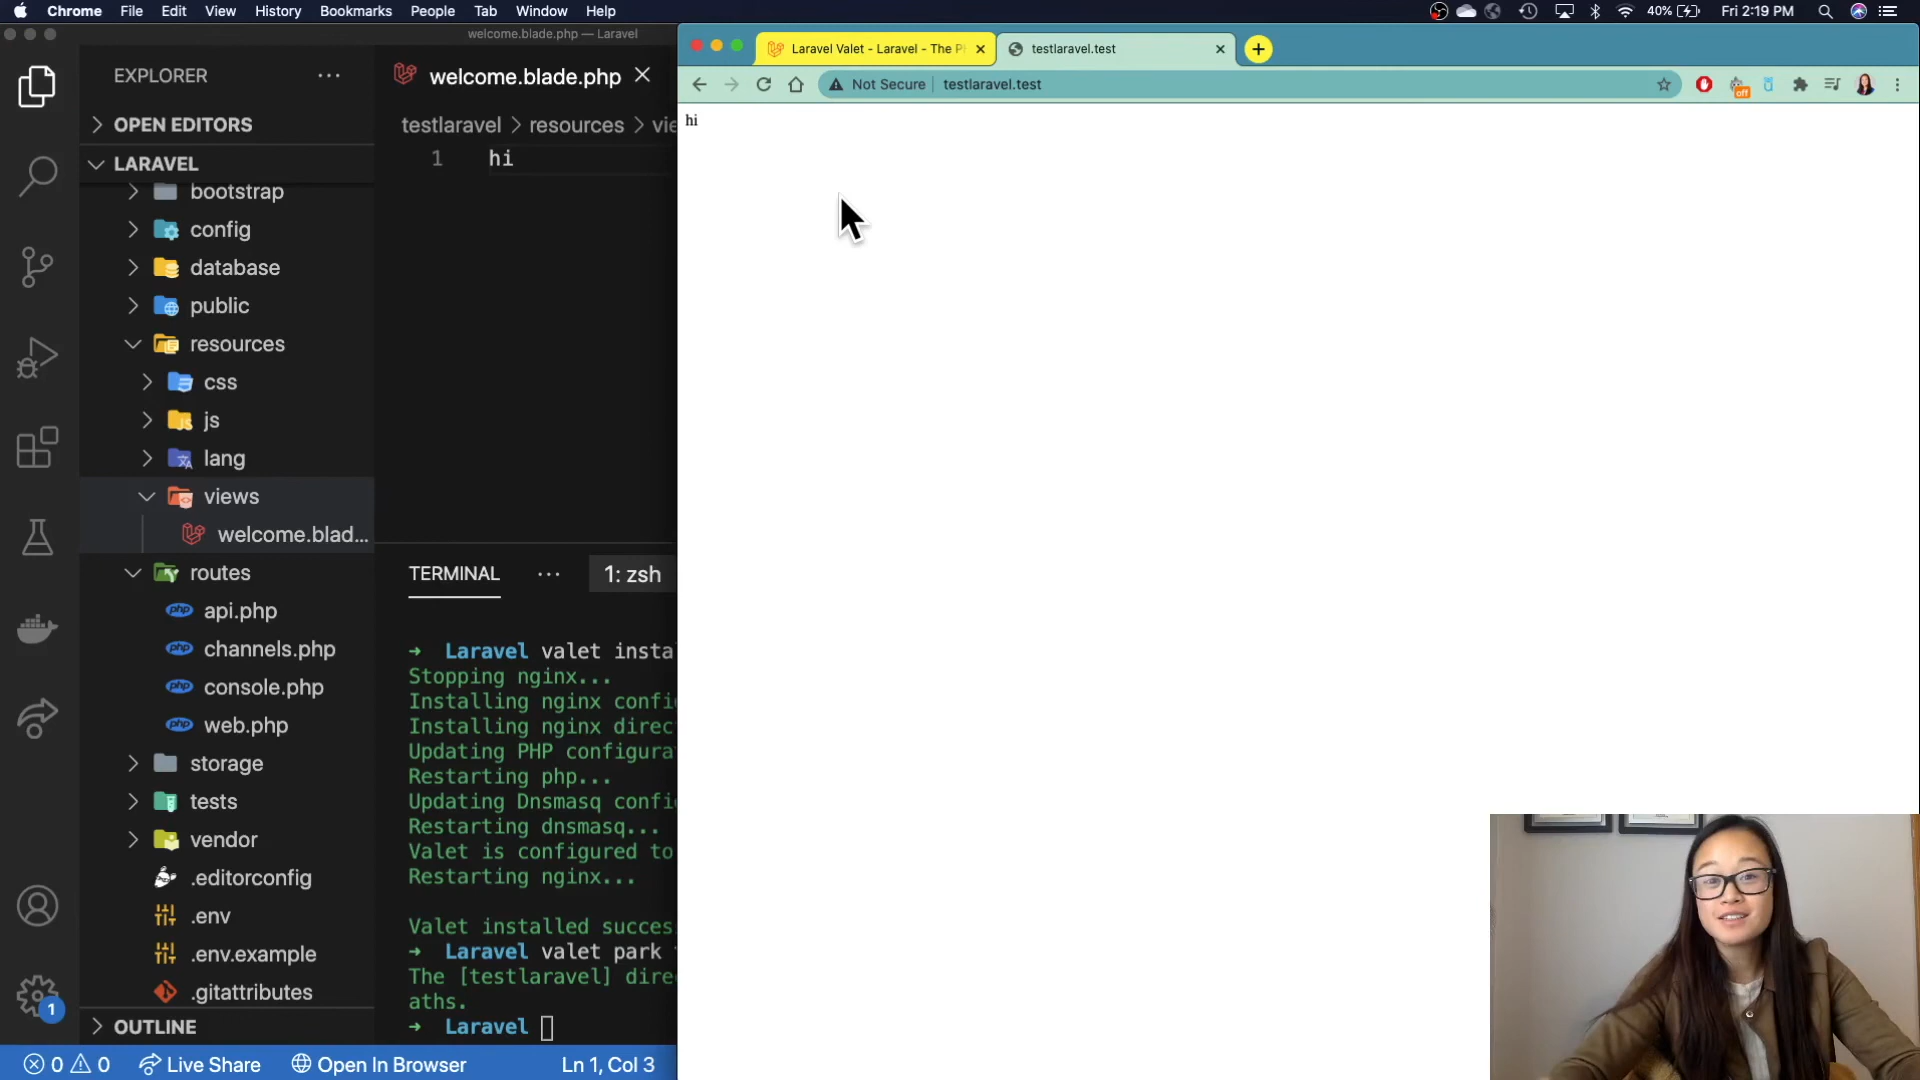 Chrome File Edit View History Bookmarks People Tab Window Help
40% Fri 2:19 PM
welcome.blade.php — Laravel
EXPLORER ...
welcome.blade.php
Laravel Valet - Laravel - The P
testlaravel.test
Not Secure testlaravel.test
OPEN EDITORS
LARAVEL
testlaravel > resources > vie
1 hi
hi
off
bootstrap
config
database
public
resources
css
js
lang
views
welcome.blad...
routes
api.php
channels.php
console.php
web.php
storage
tests
vendor
.editorconfig
.env
.env.example
.gitattributes
OUTLINE
1
TERMINAL ... 1: zsh
→ Laravel valet insta
Stopping nginx...
Installing nginx confi
Installing nginx direc
Updating PHP configura
Restarting php...
Updating Dnsmasq confi
Restarting dnsmasq...
Valet is configured to
Restarting nginx...
Valet installed succes
→ Laravel valet park
The [testlaravel] dire
aths.
→ Laravel
0 0 Live Share Open In Browser Ln 1, Col 3